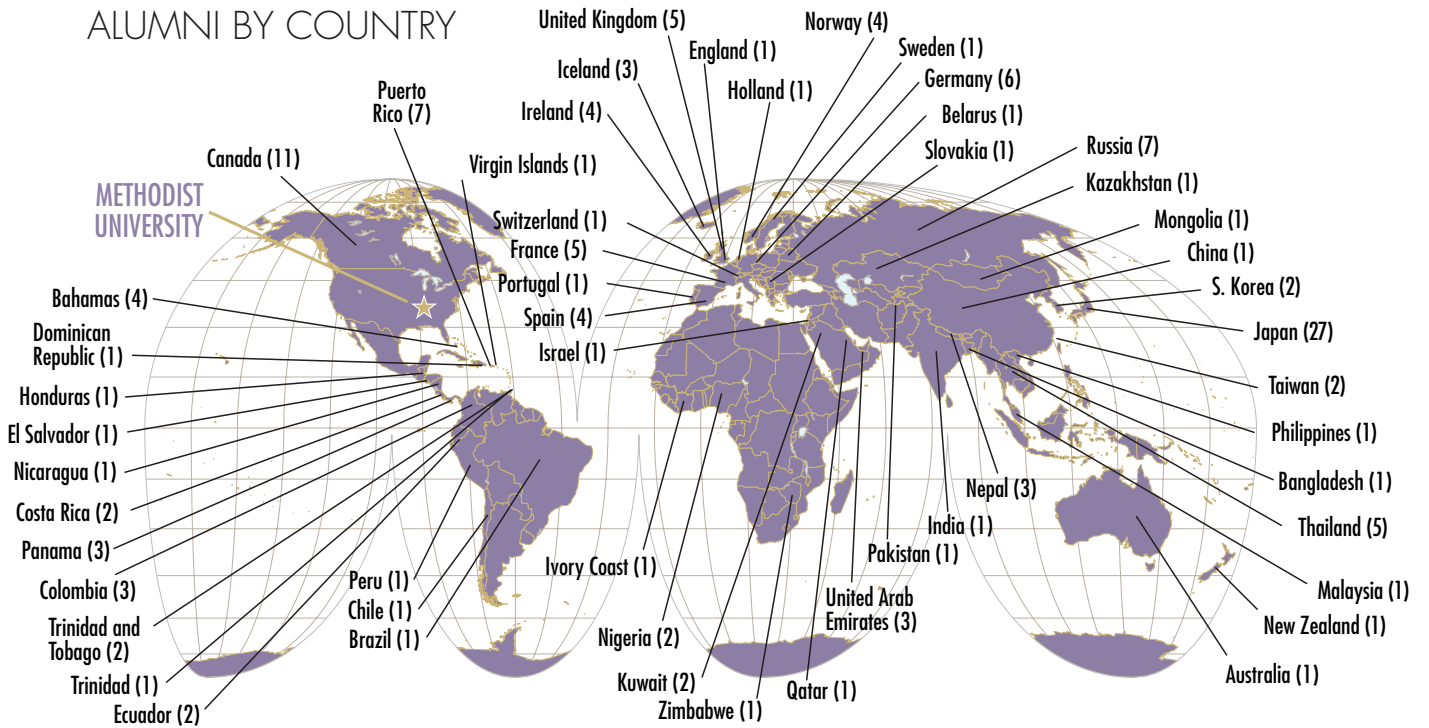 ALUMNI BY COUNTRY
United Kingdom (5)
Norway (4)
England (1)
Sweden (1)
Iceland (3)
Holland (1)
Germany (6)
Puerto
Rico (7)
Ireland (4)
Belarus (1)
Canada (11)
Virgin Islands (1)
Slovakia (1)
Russia (7)
METHODIST
UNIVERSITY
Kazakhstan (1)
Switzerland (1)
Mongolia (1)
France (5)
China (1)
Portugal (1)
S. Korea (2)
Bahamas (4)
Spain (4)
Japan (27)
Dominican
Republic (1)
Israel (1)
Honduras (1)
Taiwan (2)
El Salvador (1)
Philippines (1)
Nicaragua (1)
Bangladesh (1)
Costa Rica (2)
Nepal (3)
Thailand (5)
Panama (3)
India (1)
Pakistan (1)
Colombia (3)
Peru (1)
Ivory Coast (1)
Malaysia (1)
Chile (1)
United Arab
Emirates (3)
Trinidad and
Tobago (2)
Brazil (1)
Nigeria (2)
New Zealand (1)
Trinidad (1)
Kuwait (2)
Qatar (1)
Australia (1)
Ecuador (2)
Zimbabwe (1)